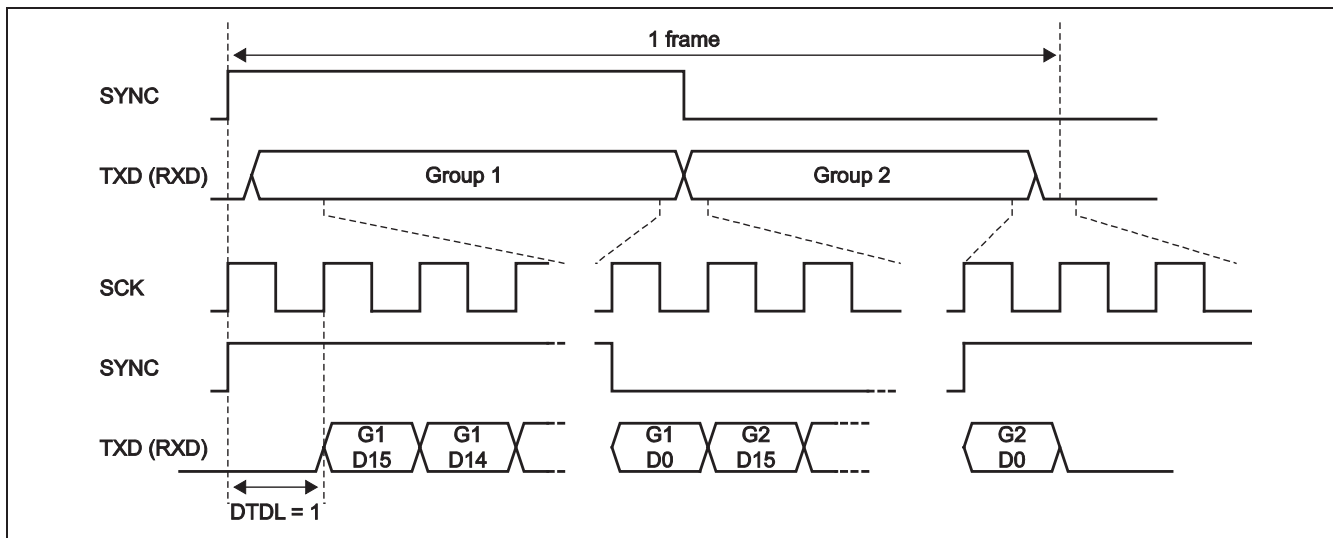 1 frame
SYNC
TXD (RXD)
Group 1
Group 2
SCK
SYNC
TXD (RXD)
G1
D15
G1
D14
G1
D0
G2
D15
G2
D0
DTDL = 1